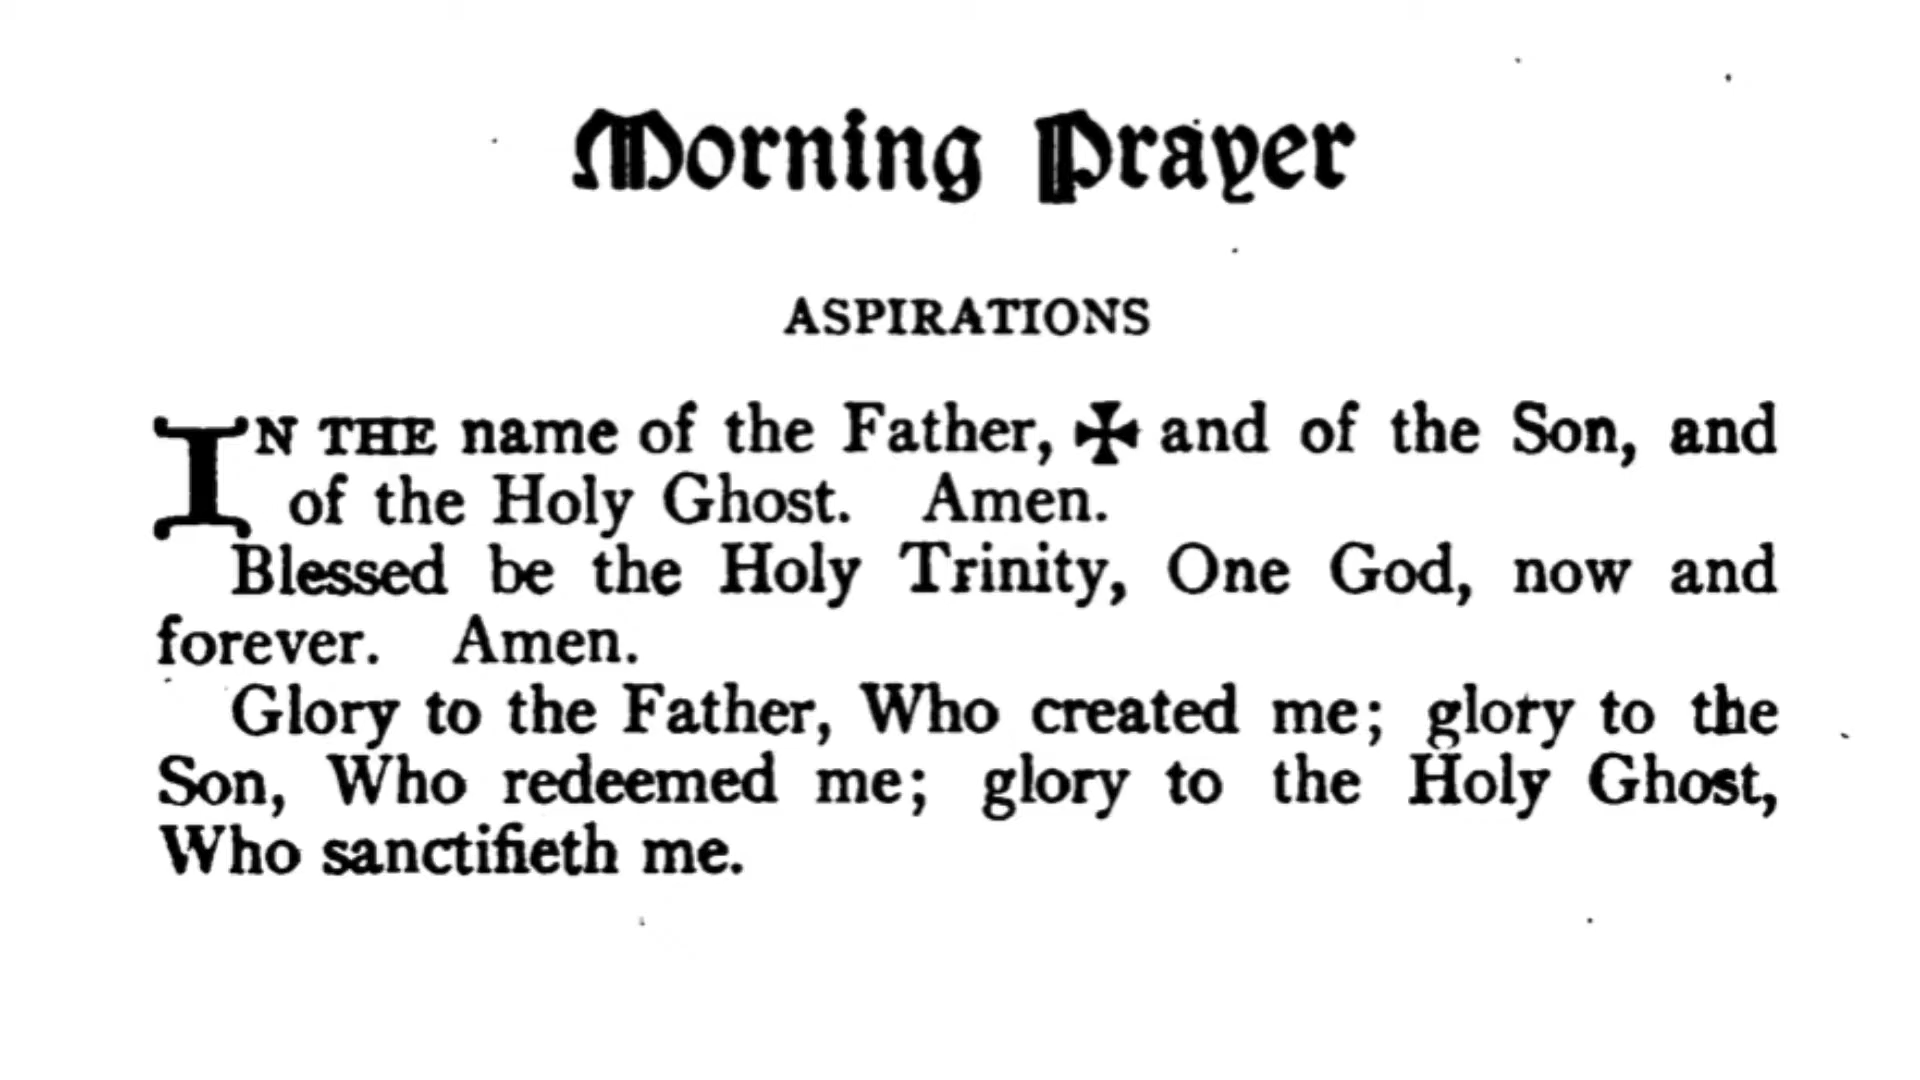 Morning Prayer
ASPIRATIONS
IN THE name of the Father, ✠ and of the Son, and
of the Holy Ghost. Amen.
Blessed be the Holy Trinity, One God, now and
forever. Amen.
Glory to the Father, Who created me; glory to the
Son, Who redeemed me; glory to the Holy Ghost,
Who sanctifieth me.